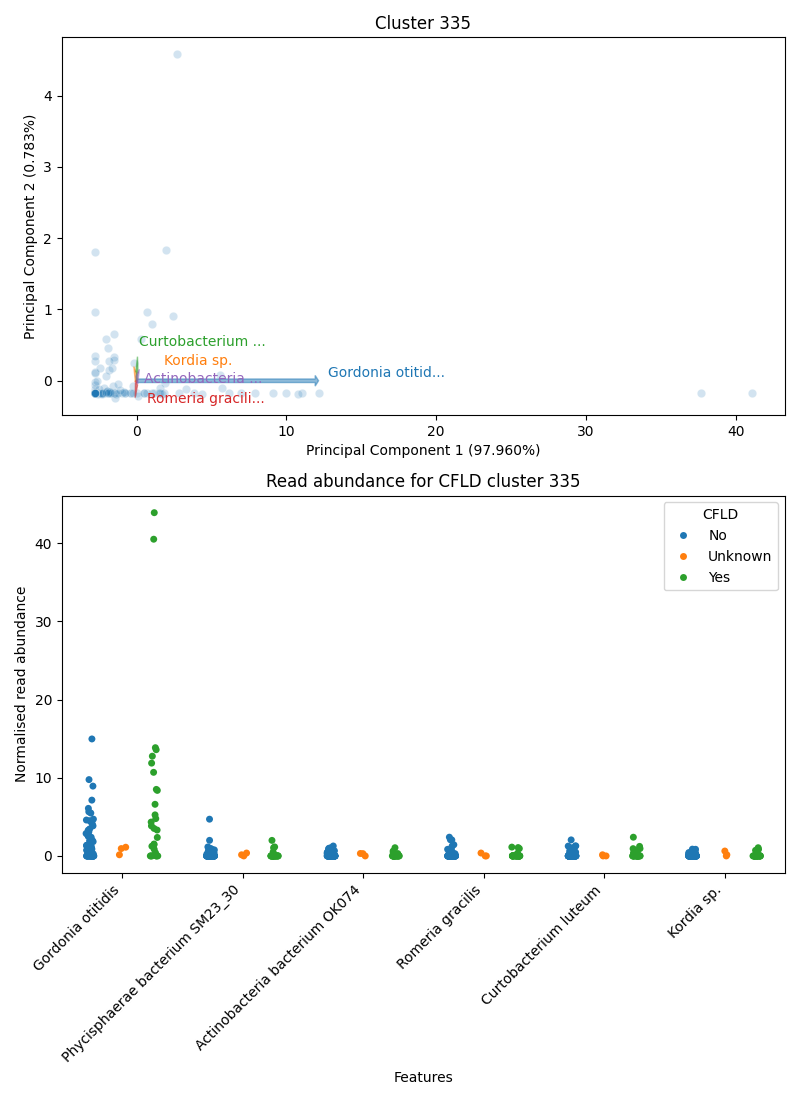 Cluster 335
Principal Component 2 (0.783%)
4
3
2
1
0
Curtobacterium ...
Kordia sp.
Gordonia otitid...
Actinobacteria ...
Romeria gracili...
0
10
20
30
40
Principal Component 1 (97.960%)
Read abundance for CFLD cluster 335
Normalised read abundance
40
30
20
10
0
CFLD
No
Unknown
Yes
Gordonia otitidis
Phycisphaerae bacterium SM23_30
Actinobacteria bacterium OK074
Romeria gracilis
Curtobacterium luteum
Kordia sp.
Features